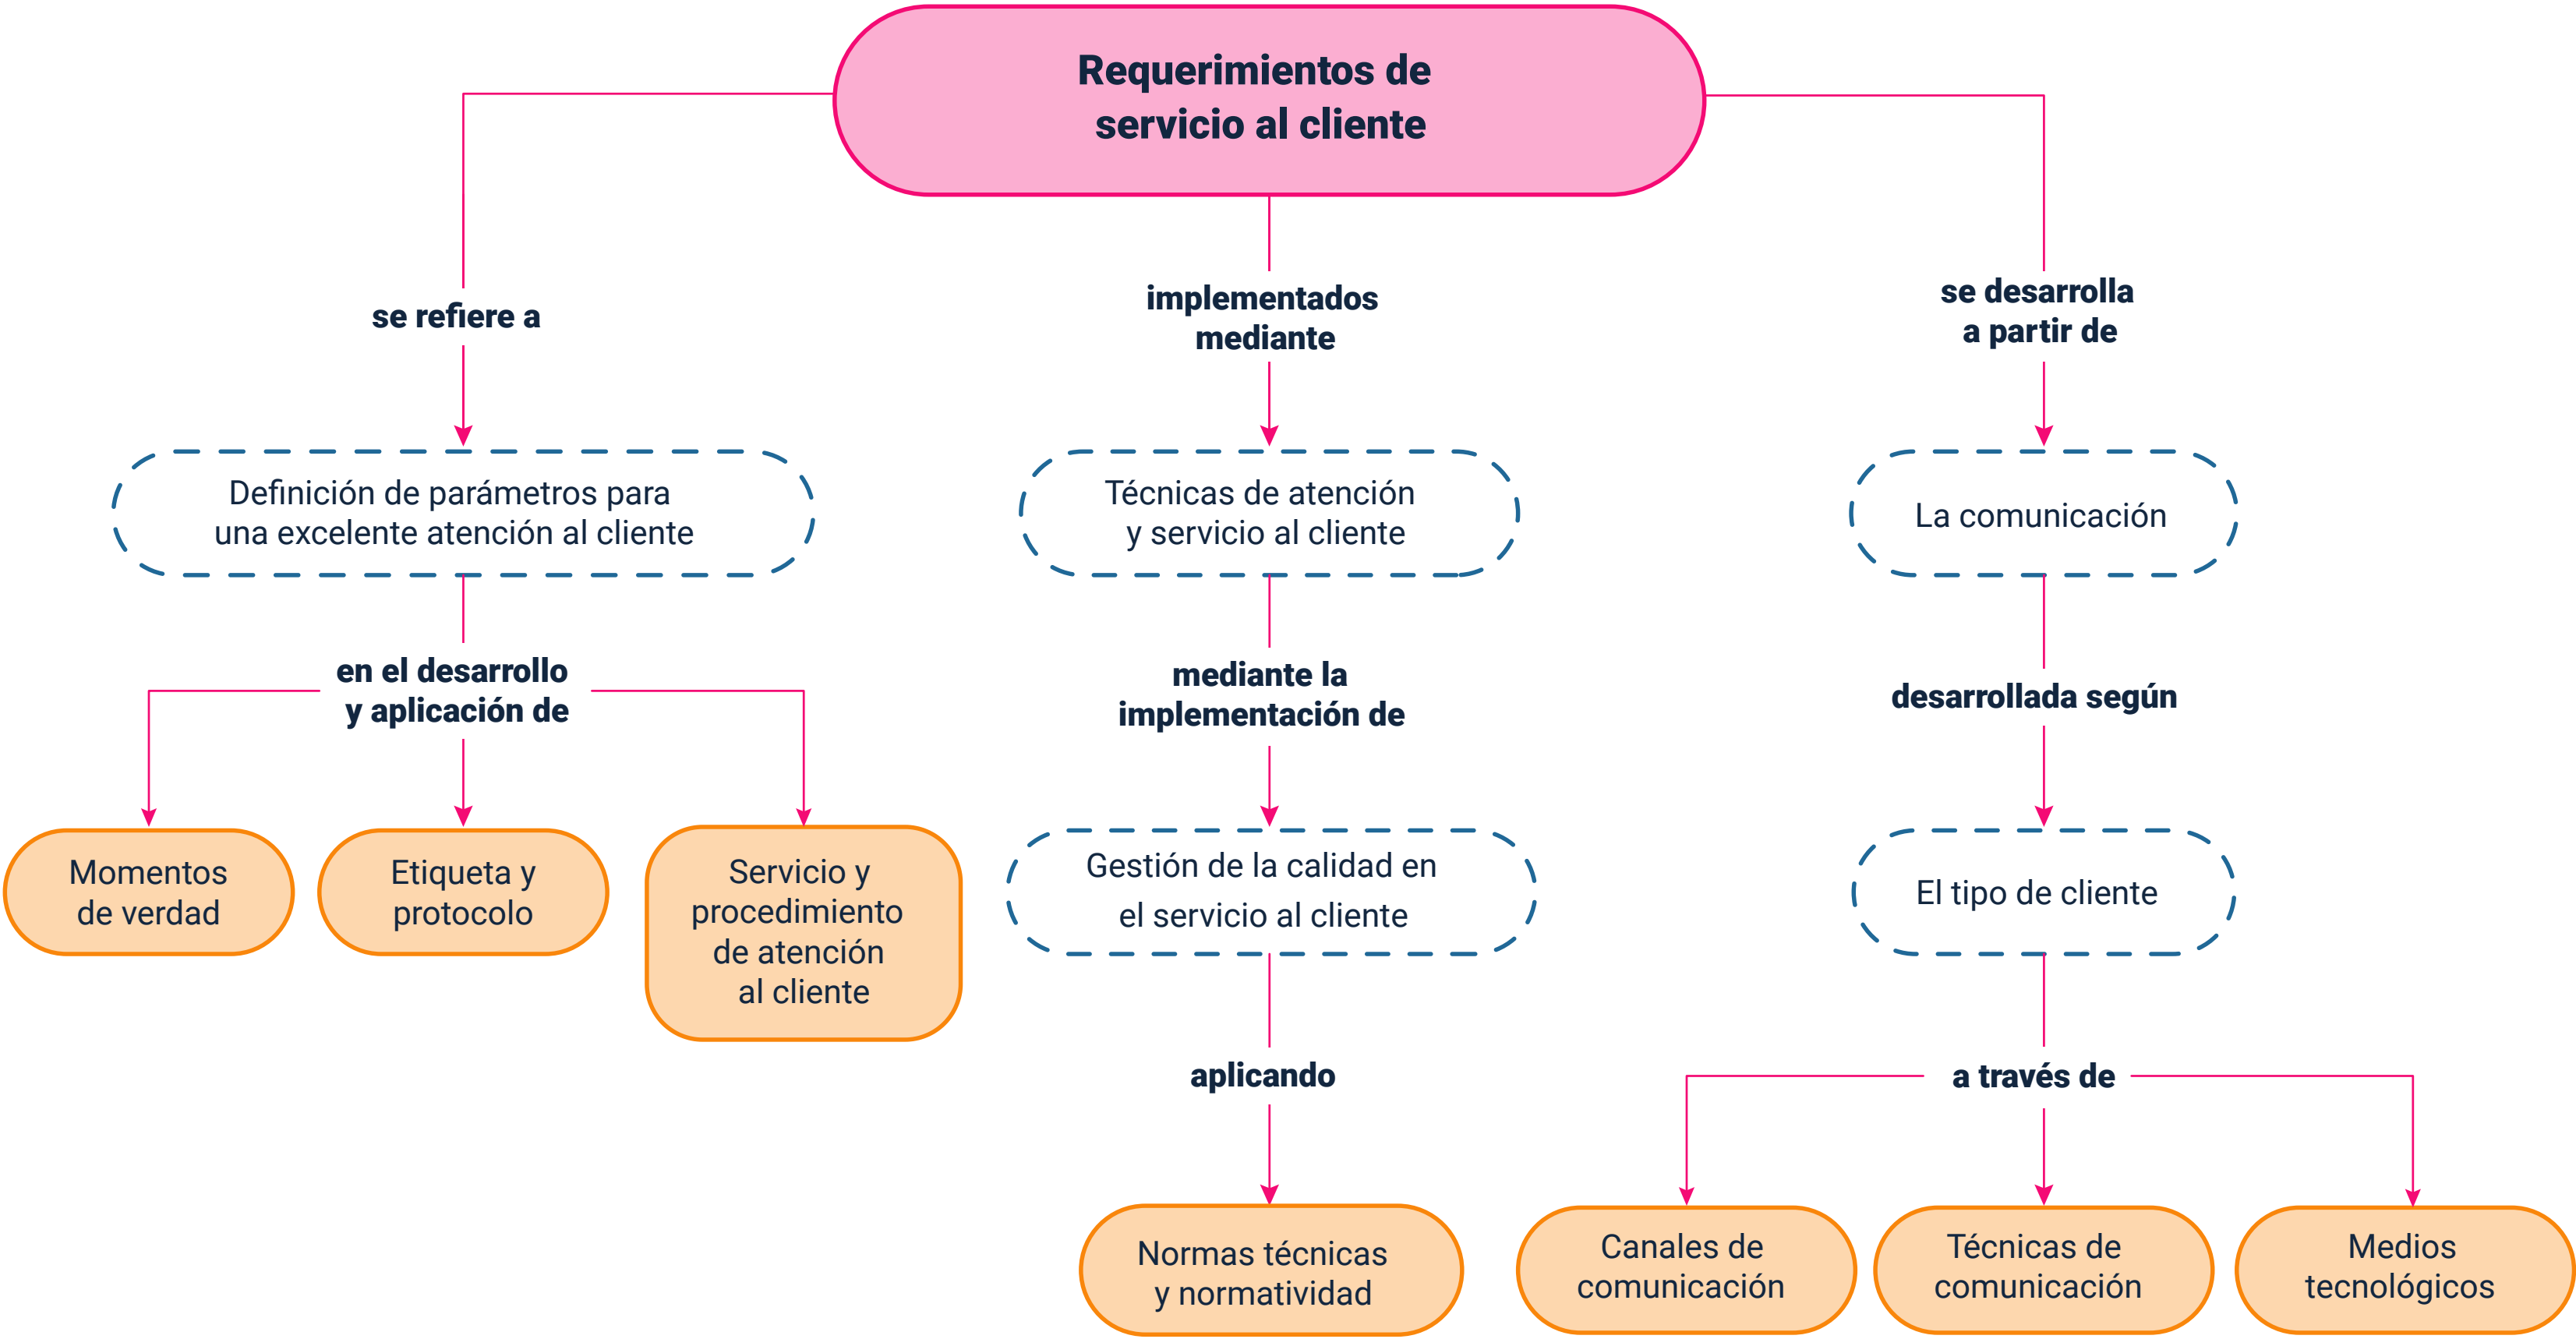 Requerimientos de
servicio al cliente
se refiere a
implementados
mediante
se desarrolla
a partir de
Definición de parámetros para
una excelente atención al cliente
Técnicas de atención
y servicio al cliente
La comunicación
en el desarrollo
y aplicación de
mediante la
implementación de
desarrollada según
Momentos
de verdad
Etiqueta y
protocolo
Servicio y
procedimiento
de atención
al cliente
Gestión de la calidad en
el servicio al cliente
El tipo de cliente
aplicando
a través de
Normas técnicas
y normatividad
Canales de
comunicación
Técnicas de
comunicación
Medios
tecnológicos